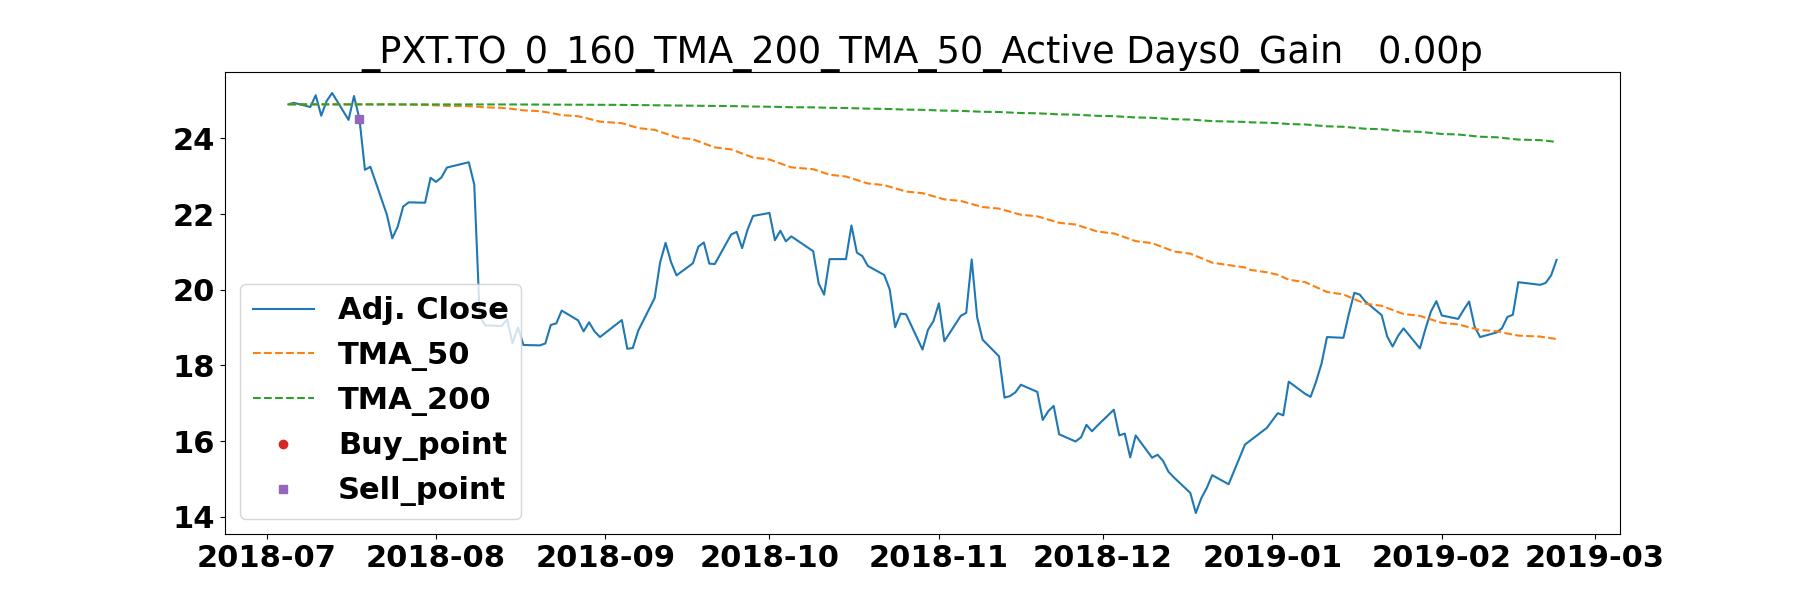 _PXT.TO_0_160_TMA_200_TMA_50_Active Days0_Gain   0.00p
24
22
20
18
16
14
Adj. Close
TMA_50
TMA_200
Buy_point
Sell_point
2018-07 2018-08 2018-09 2018-10 2018-11 2018-12 2019-01 2019-02 2019-03